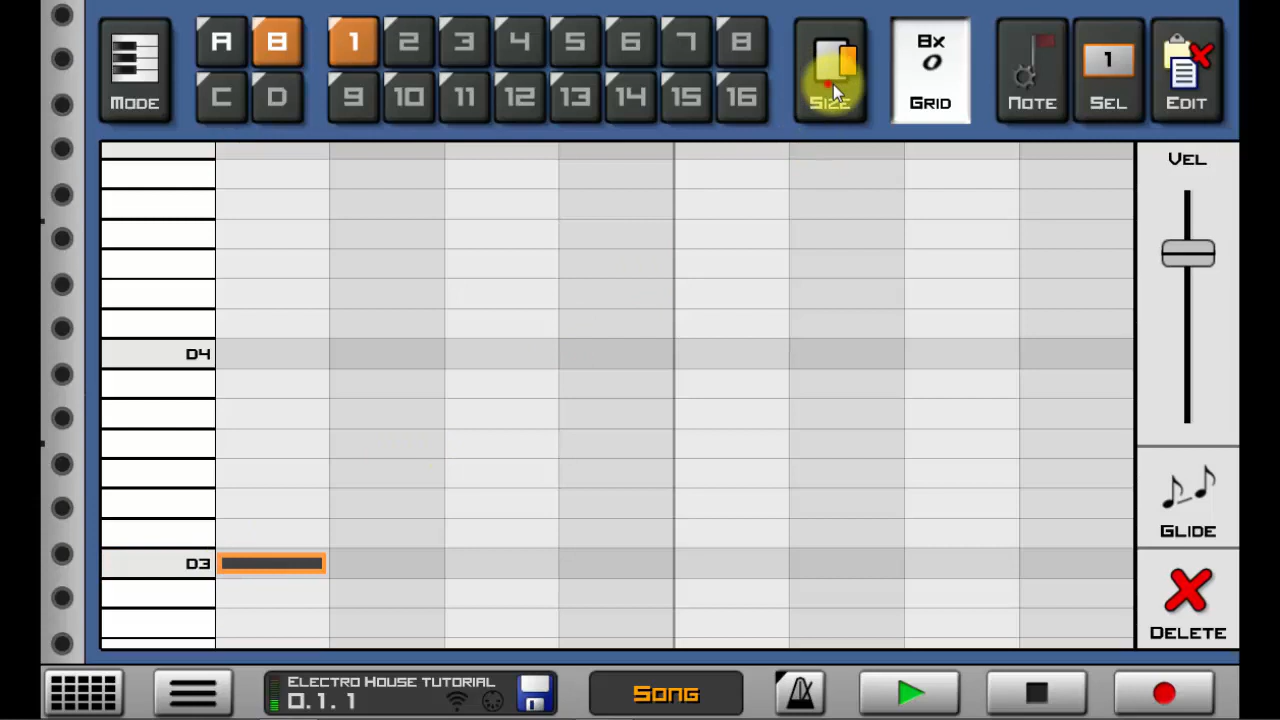 Mode
A B
C D
1 2 3 4 5 6 7 8
9 10 11 12 13 14 15 16
Size
8x
Grid
Note
1
Sel
Edit
Vel
D4
D3
Glide
Delete
Electro House tutorial
0.1.1
Song